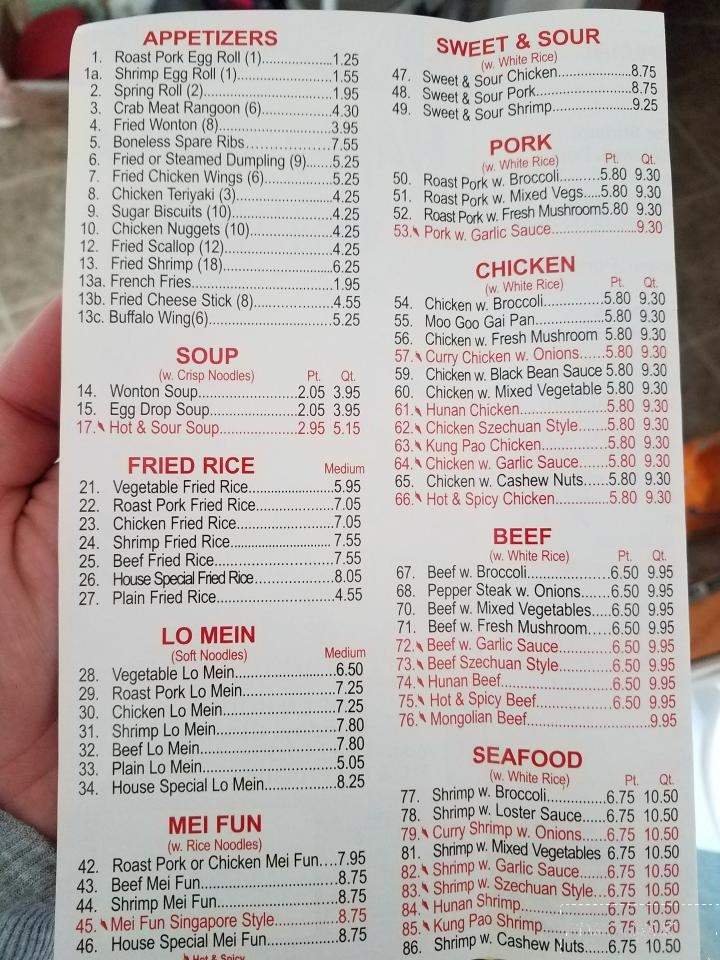 APPETIZERS
1. Roast Pork Egg Roll (1)....................1.25
1a. Shrimp Egg Roll (1)....................1.55
2. Spring Roll (2)....................1.95
3. Crab Meat Rangoon (6)....................4.30
4. Fried Wonton (8)....................3.95
5. Boneless Spare Ribs....................7.55
6. Fried or Steamed Dumpling (9)......5.25
7. Fried Chicken Wings (6)....................5.25
8. Chicken Teriyaki (3)....................4.25
9. Sugar Biscuits (10)....................4.25
10. Chicken Nuggets (10)....................4.25
12. Fried Scallop (12)....................4.25
13. Fried Shrimp (18)....................6.25
13a. French Fries....................1.95
13b. Fried Cheese Stick (8)....................4.55
13c. Buffalo Wing(6)....................5.25
SOUP
(w. Crisp Noodles) Pt. Qt.
14. Wonton Soup....................2.05 3.95
15. Egg Drop Soup....................2.05 3.95
17. Hot & Sour Soup....................2.95 5.15
FRIED RICE Medium
21. Vegetable Fried Rice....................5.95
22. Roast Pork Fried Rice....................7.05
23. Chicken Fried Rice....................7.05
24. Shrimp Fried Rice....................7.55
25. Beef Fried Rice....................7.55
26. House Special Fried Rice....................8.05
27. Plain Fried Rice....................4.55
LO MEIN
(Soft Noodles) Medium
28. Vegetable Lo Mein....................6.50
29. Roast Pork Lo Mein....................7.25
30. Chicken Lo Mein....................7.25
31. Shrimp Lo Mein....................7.80
32. Beef Lo Mein....................7.80
33. Plain Lo Mein....................5.05
34. House Special Lo Mein....................8.25
MEI FUN
(w. Rice Noodles)
42. Roast Pork or Chicken Mei Fun....7.95
43. Beef Mei Fun....................8.75
44. Shrimp Mei Fun....................8.75
45. Mei Fun Singapore Style....................8.75
46. House Special Mei Fun....................8.75
Hot & Spicy
SWEET & SOUR
(w. White Rice)
47. Sweet & Sour Chicken....................8.75
48. Sweet & Sour Pork....................8.75
49. Sweet & Sour Shrimp....................9.25
PORK
(w. White Rice) Pt. Qt.
50. Roast Pork w. Broccoli..........5.80 9.30
51. Roast Pork w. Mixed Vegs.....5.80 9.30
52. Roast Pork w. Fresh Mushroom5.80 9.30
53. Pork w. Garlic Sauce....................9.30
CHICKEN
(w. White Rice) Pt. Qt.
54. Chicken w. Broccoli..............5.80 9.30
55. Moo Goo Gai Pan................5.80 9.30
56. Chicken w. Fresh Mushroom 5.80 9.30
57. Curry Chicken w. Onions......5.80 9.30
59. Chicken w. Black Bean Sauce 5.80 9.30
60. Chicken w. Mixed Vegetable 5.80 9.30
61. Hunan Chicken....................5.80 9.30
62. Chicken Szechuan Style.......5.80 9.30
63. Kung Pao Chicken...............5.80 9.30
64. Chicken w. Garlic Sauce.......5.80 9.30
65. Chicken w. Cashew Nuts......5.80 9.30
66. Hot & Spicy Chicken............5.80 9.30
BEEF
(w. White Rice) Pt. Qt.
67. Beef w. Broccoli...................6.50 9.95
68. Pepper Steak w. Onions.......6.50 9.95
70. Beef w. Mixed Vegetables.....6.50 9.95
71. Beef w. Fresh Mushroom......6.50 9.95
72. Beef w. Garlic Sauce............6.50 9.95
73. Beef Szechuan Style............6.50 9.95
74. Hunan Beef.........................6.50 9.95
75. Hot & Spicy Beef.................6.50 9.95
76. Mongolian Beef............................9.95
SEAFOOD
(w. White Rice) Pt. Qt.
77. Shrimp w. Broccoli..............6.75 10.50
78. Shrimp w. Loster Sauce......6.75 10.50
79. Curry Shrimp w. Onions......6.75 10.50
81. Shrimp w. Mixed Vegetables 6.75 10.50
82. Shrimp w. Garlic Sauce.......6.75 10.50
83. Shrimp w. Szechuan Style...6.75 10.50
84. Hunan Shrimp....................6.75 10.50
85. Kung Pao Shrimp...............6.75 10.50
86. Shrimp w. Cashew Nuts......6.75 10.50